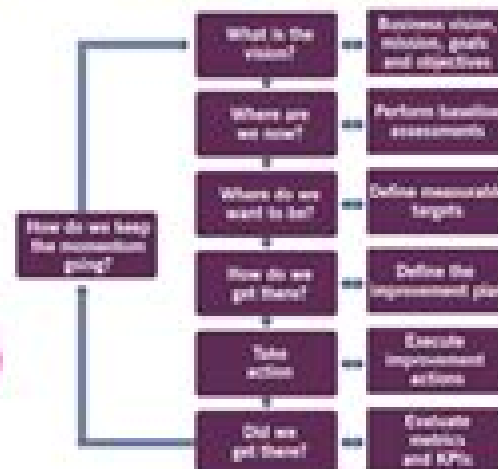 What is the
vision?
Business vision,
mission, goals
and objectives
Where are
we now?
Perform baseline
assessments
Where do we
want to be?
Define measurable
targets
How do we keep
the momentum
going?
How do we
get there?
Define the
improvement plan
Take
action
Execute
improvement
actions
Did we
get there?
Evaluate
metrics
and KPIs